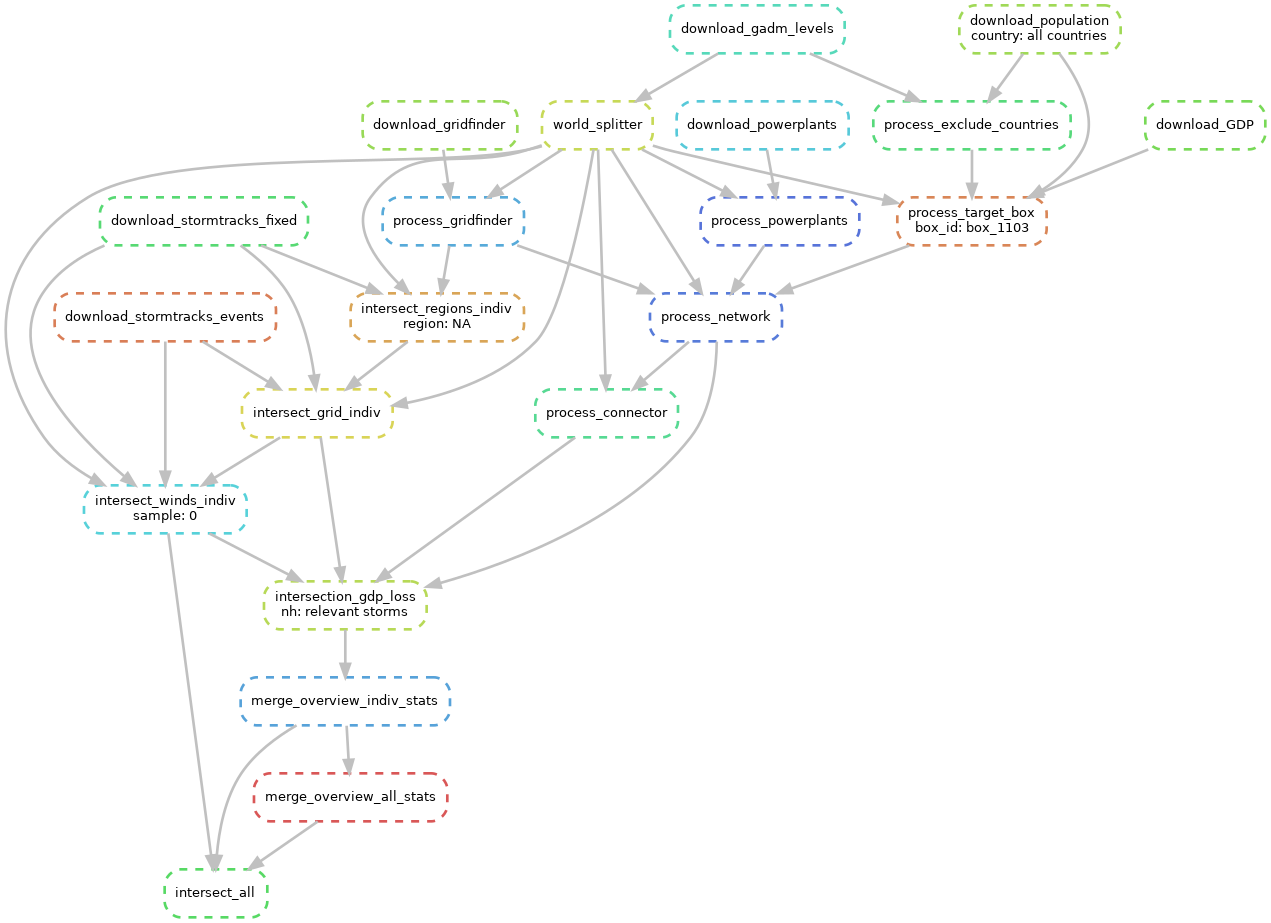 download_gadm_levels
download_population
country: all countries
download_gridfinder
world_splitter
download_powerplants
process_exclude_countries
download_GDP
download_stormtracks_fixed
process_gridfinder
process_powerplants
process_target_box
box_id: box_1103
download_stormtracks_events
intersect_regions_indiv
region: NA
process_network
intersect_grid_indiv
process_connector
intersect_winds_indiv
sample: 0
intersection_gdp_loss
nh: relevant storms
merge_overview_indiv_stats
merge_overview_all_stats
intersect_all